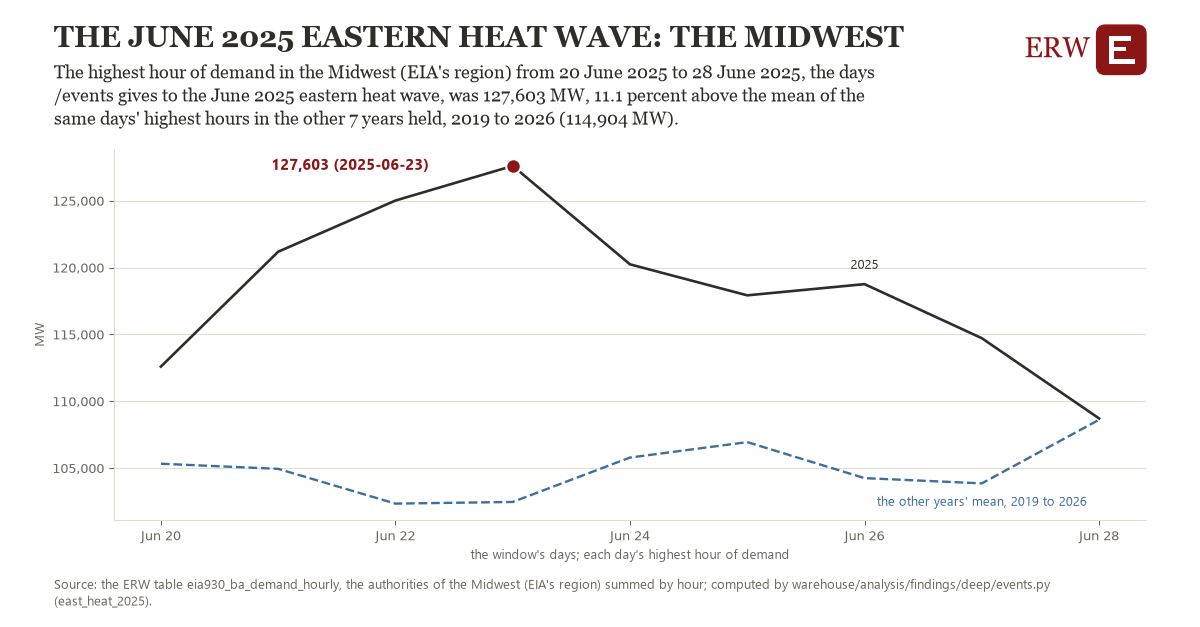 THE JUNE 2025 EASTERN HEAT WAVE: THE MIDWEST
ERW E
The highest hour of demand in the Midwest (EIA's region) from 20 June 2025 to 28 June 2025, the days
/events gives to the June 2025 eastern heat wave, was 127,603 MW, 11.1 percent above the mean of the
same days' highest hours in the other 7 years held, 2019 to 2026 (114,904 MW).
127,603 (2025-06-23)
125,000
120,000
115,000
110,000
105,000
MW
2025
the other years' mean, 2019 to 2026
Jun 20 Jun 22 Jun 24 Jun 26 Jun 28
the window's days; each day's highest hour of demand
Source: the ERW table eia930_ba_demand_hourly, the authorities of the Midwest (EIA's region) summed by hour; computed by warehouse/analysis/findings/deep/events.py
(east_heat_2025).